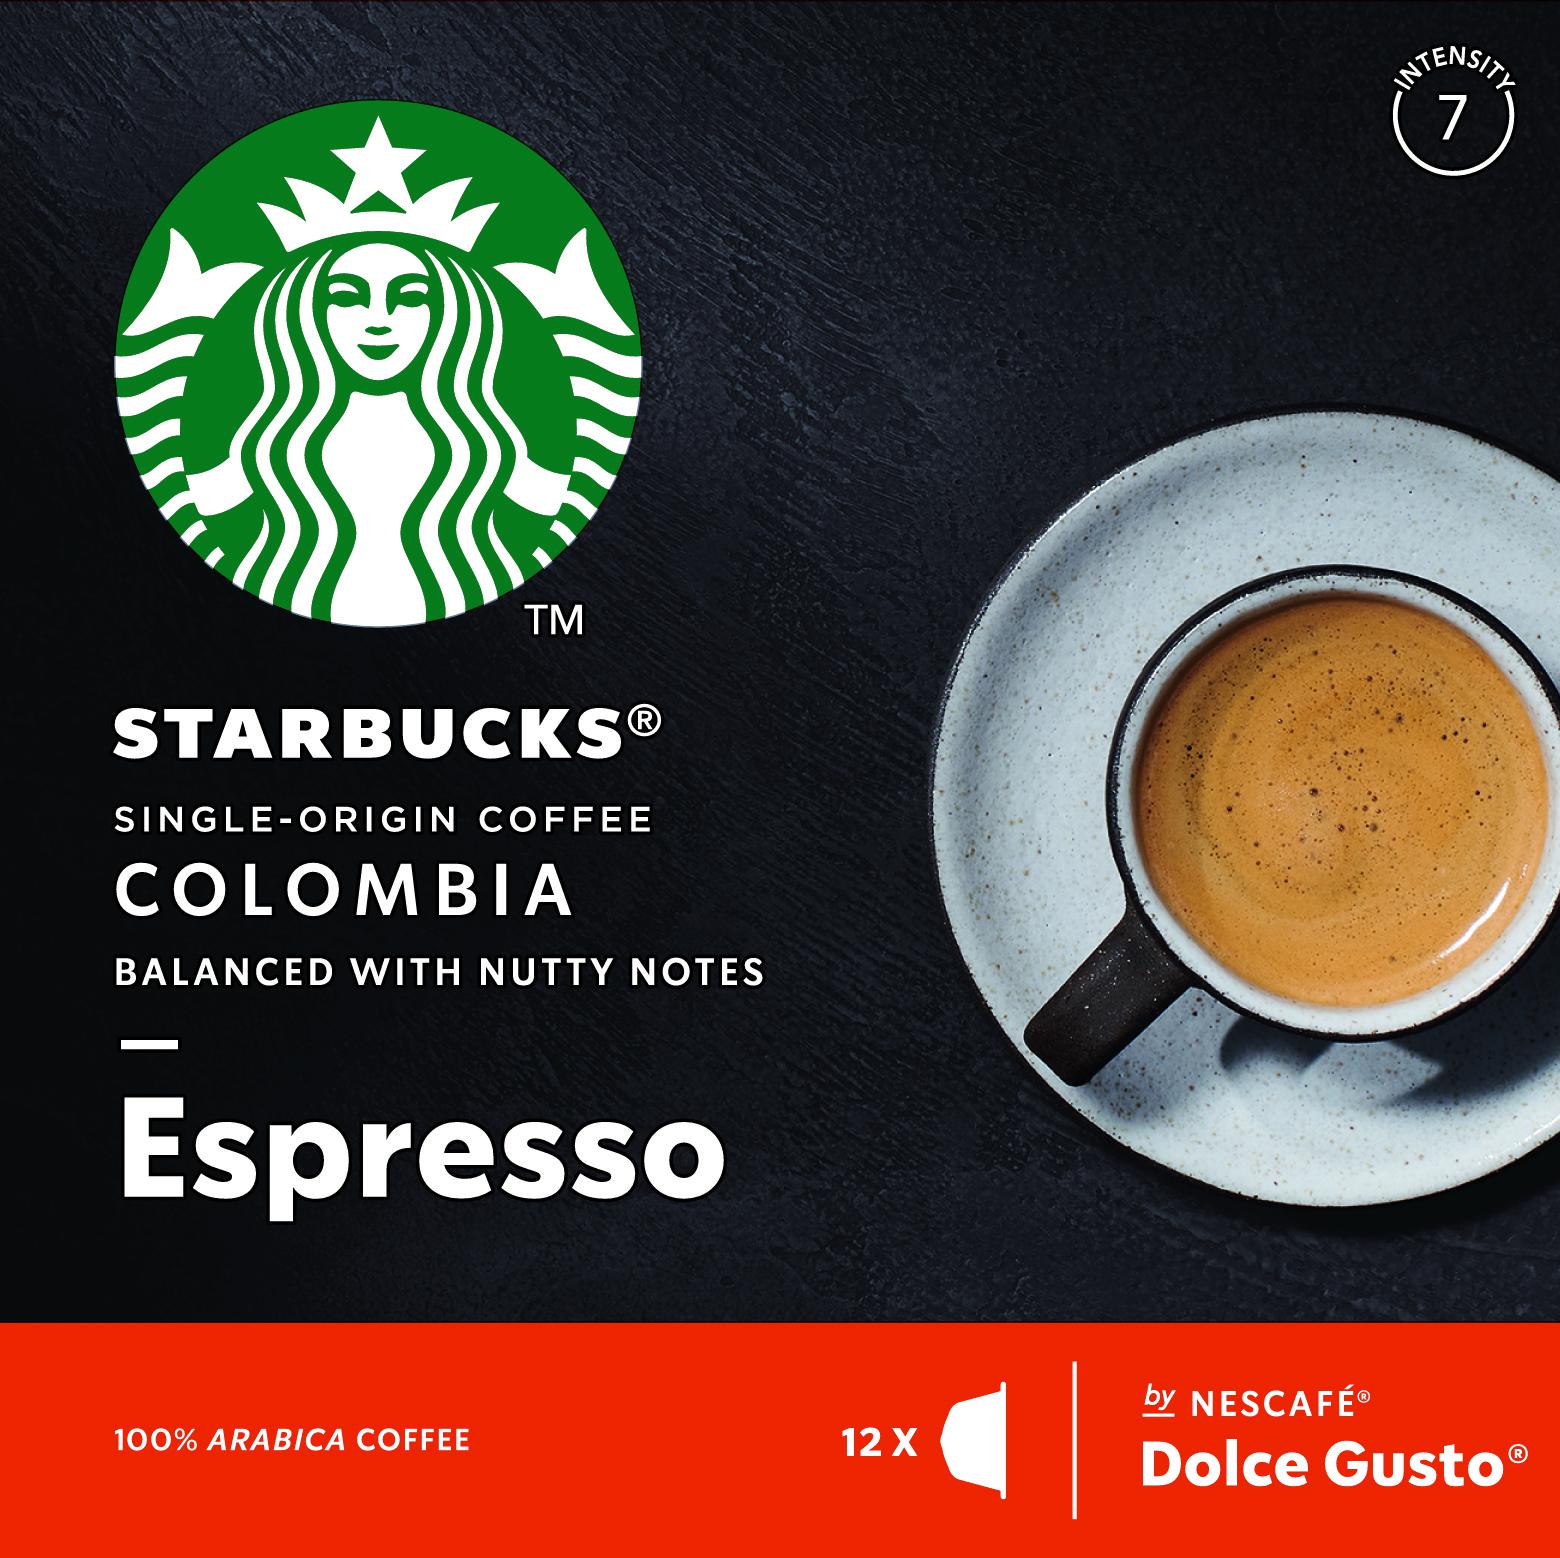 INTENSITY
7
TM
STARBUCKS®
SINGLE-ORIGIN COFFEE
COLOMBIA
BALANCED WITH NUTTY NOTES
Espresso
100% ARABICA COFFEE
12 X
by NESCAFÉ®
Dolce Gusto®